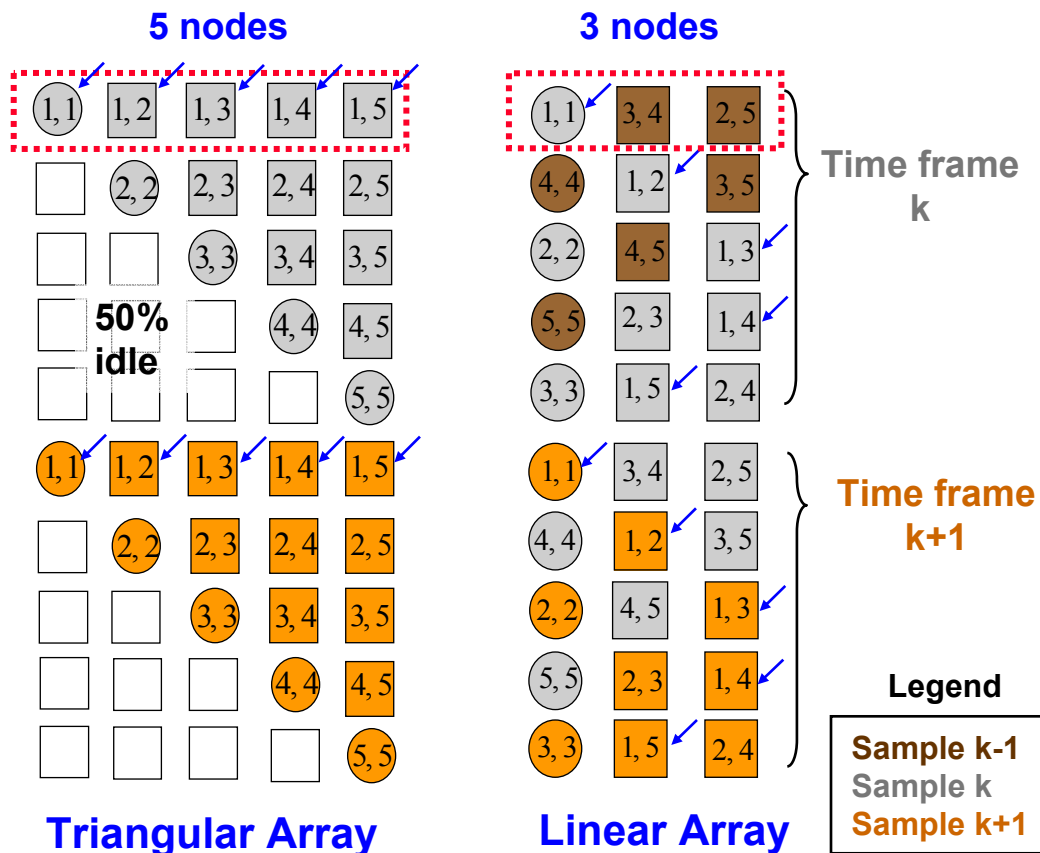 5 nodes
3 nodes
1, 1 1, 2 1, 3 1, 4 1, 5
2, 2 2, 3 2, 4 2, 5
3, 3 3, 4 3, 5
4, 4 4, 5
5, 5
50%
idle
1, 1 1, 2 1, 3 1, 4 1, 5
2, 2 2, 3 2, 4 2, 5
3, 3 3, 4 3, 5
4, 4 4, 5
5, 5
Triangular Array
1, 1 3, 4 2, 5
4, 4 1, 2 3, 5
2, 2 4, 5 1, 3
5, 5 2, 3 1, 4
3, 3 1, 5 2, 4
Time frame
k
1, 1 3, 4 2, 5
4, 4 1, 2 3, 5
2, 2 4, 5 1, 3
5, 5 2, 3 1, 4
3, 3 1, 5 2, 4
Time frame
k+1
Linear Array
Legend
Sample k-1
Sample k
Sample k+1